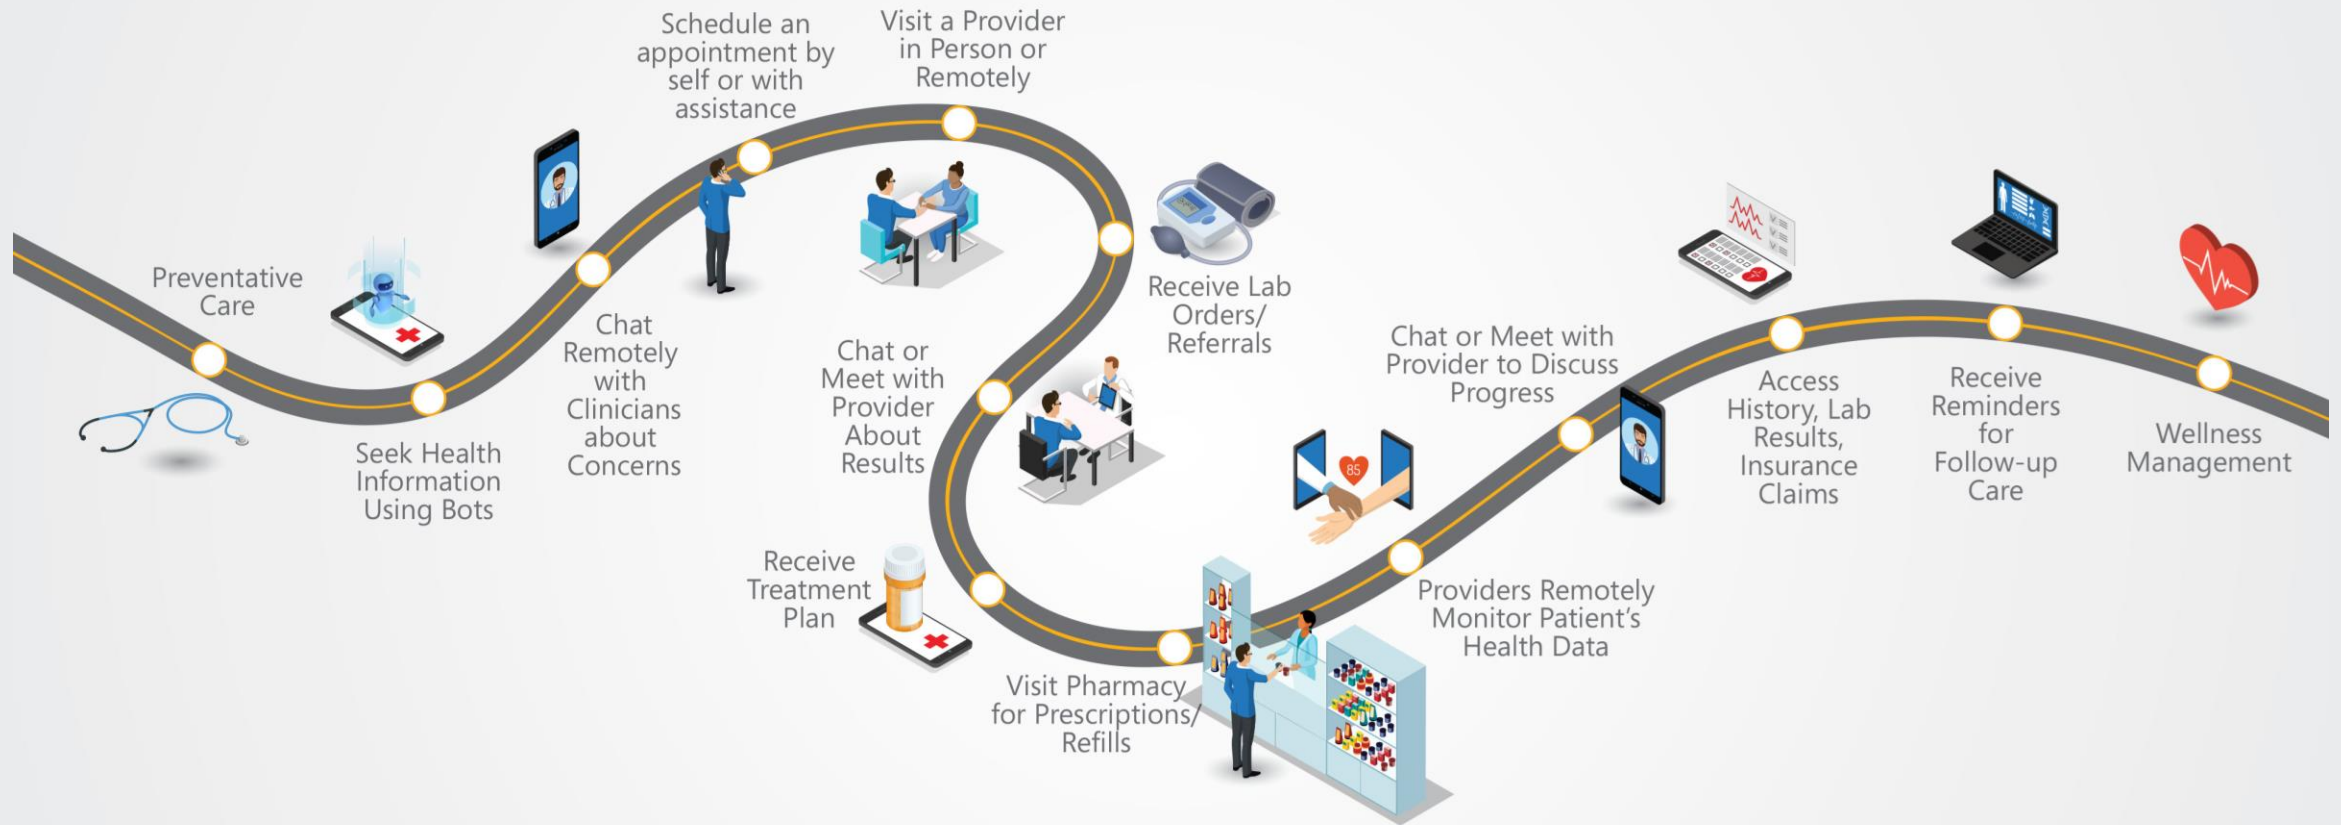 Preventative
Care
Seek Health
Information
Using Bots
Chat
Remotely
with
Clinicians
about
Concerns
Schedule an
appointment by
self or with
assistance
Visit a Provider
in Person or
Remotely
Receive Lab
Orders/
Referrals
Chat or
Meet with
Provider
About
Results
Receive
Treatment
Plan
Visit Pharmacy
for Prescriptions/
Refills
85
Providers Remotely
Monitor Patient’s
Health Data
Chat or Meet with
Provider to Discuss
Progress
Access
History, Lab
Results,
Insurance
Claims
Receive
Reminders
for
Follow-up
Care
Wellness
Management